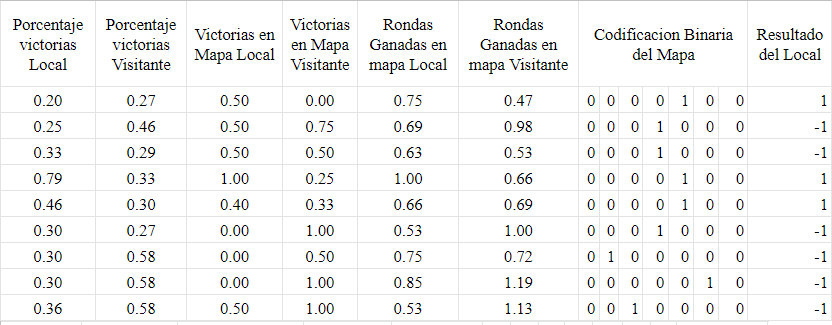 Porcentaje victorias Local Porcentaje victorias Visitante Victorias en Mapa Local Victorias en Mapa Visitante Rondas Ganadas en mapa Local Rondas Ganadas en mapa Visitante Codificacion Binaria del Mapa Resultado del Local
0.20 0.27 0.50 0.00 0.75 0.47 0 0 0 0 1 0 0 1
0.25 0.46 0.50 0.75 0.69 0.98 0 0 0 1 0 0 0 -1
0.33 0.29 0.50 0.50 0.63 0.53 0 0 0 1 0 0 0 -1
0.79 0.33 1.00 0.25 1.00 0.66 0 0 0 0 1 0 0 1
0.46 0.30 0.40 0.33 0.66 0.69 0 0 0 0 1 0 0 1
0.30 0.27 0.00 1.00 0.53 1.00 0 0 0 1 0 0 0 -1
0.30 0.58 0.00 0.50 0.75 0.72 0 1 0 0 0 0 0 -1
0.30 0.58 0.00 1.00 0.85 1.19 0 0 0 0 0 1 0 -1
0.36 0.58 0.50 1.00 0.53 1.13 0 0 1 0 0 0 0 -1